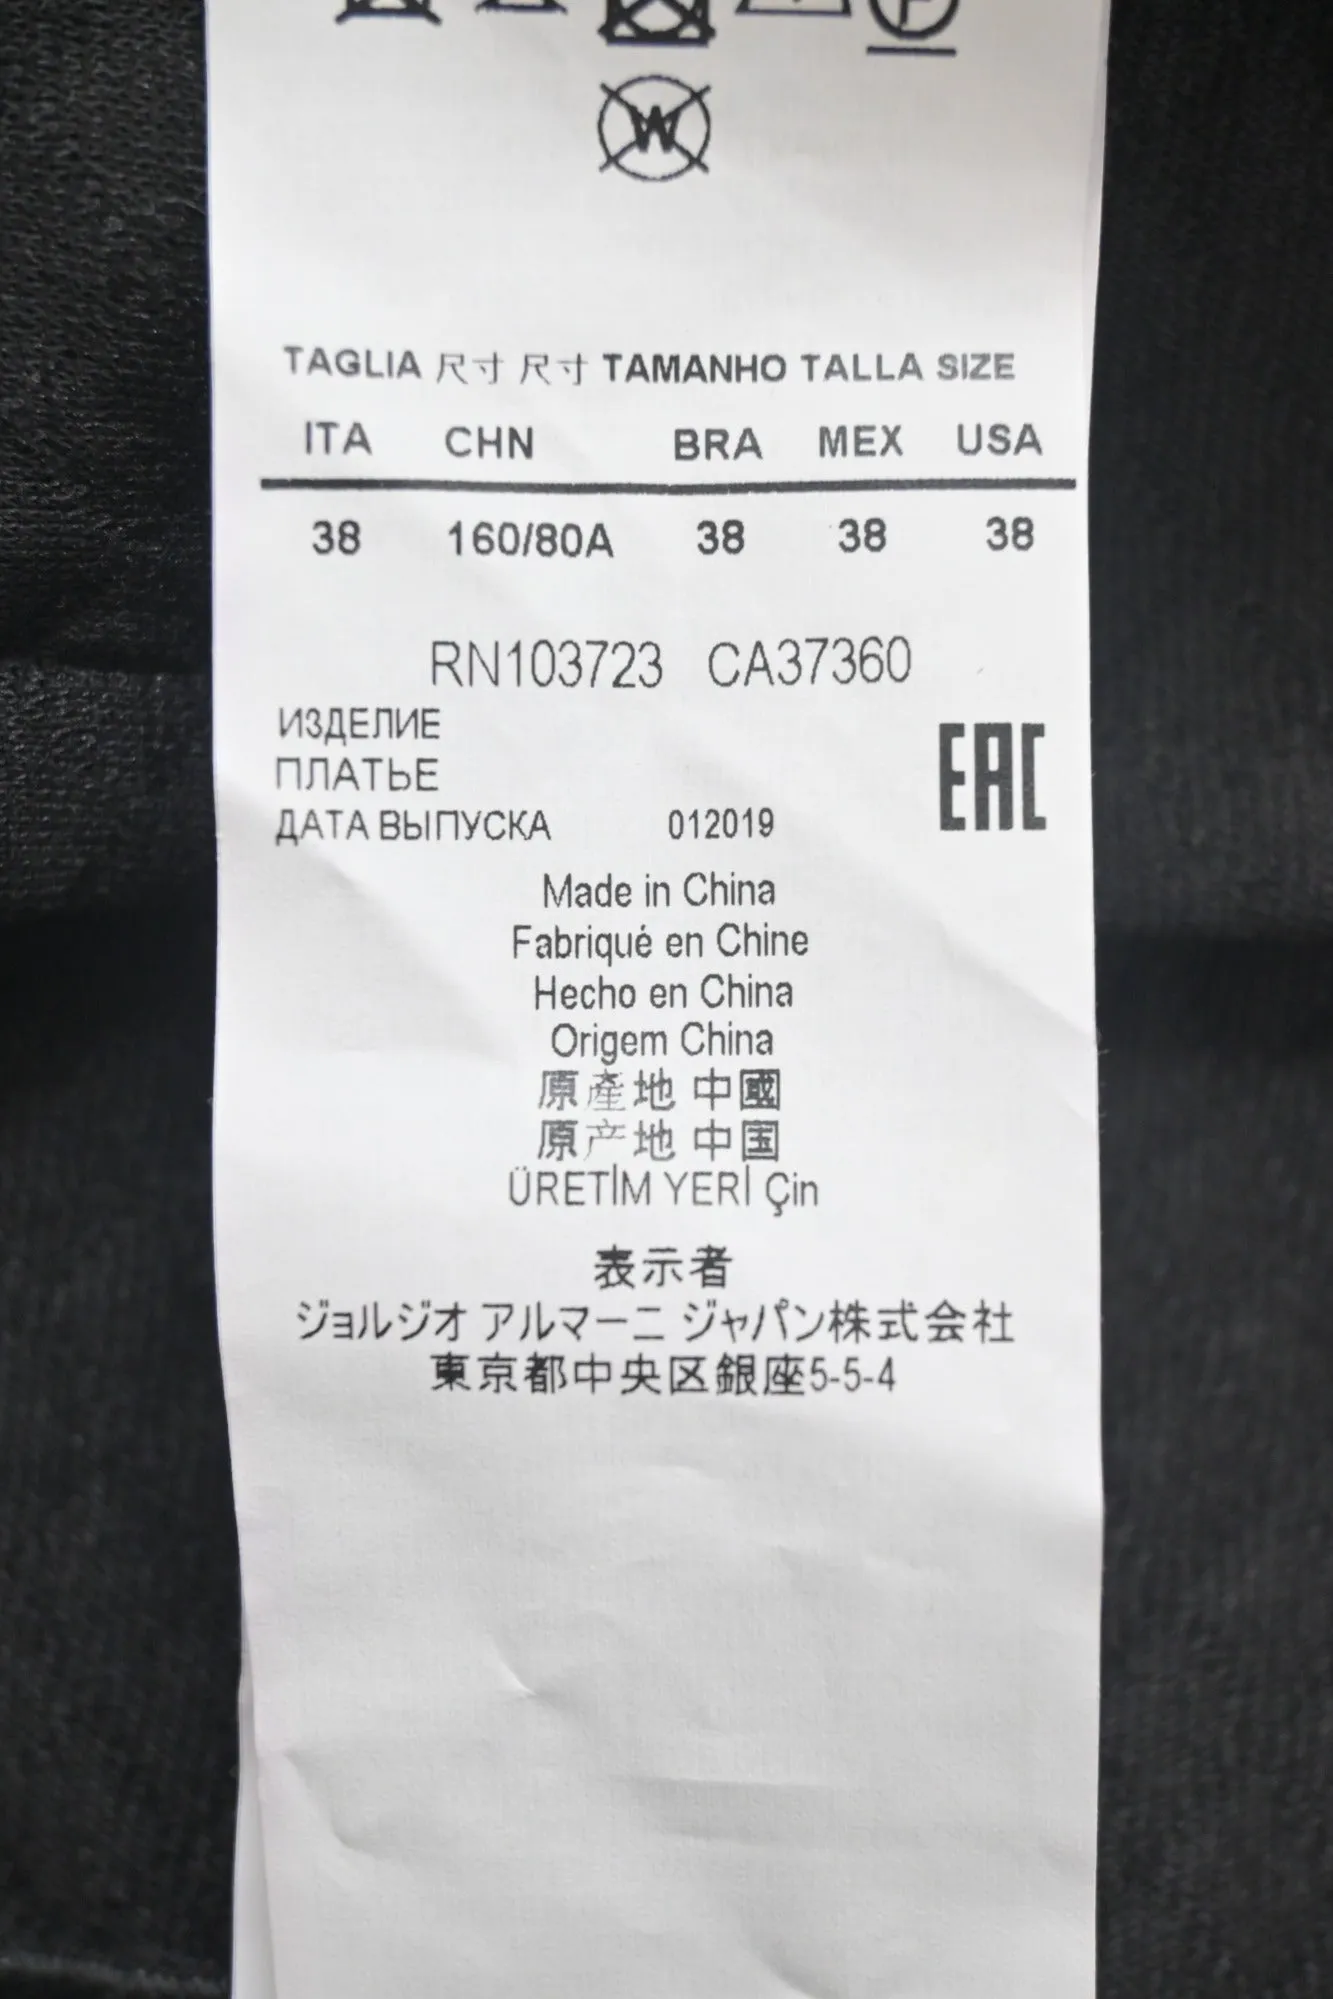 W
TAGLIA 尺寸 尺寸 TAMANHO TALLA SIZE
ITA CHN BRA MEX USA
38 160/80A 38 38 38
RN103723 CA37360
ИЗДЕЛИЕ
ПЛАТЬЕ
EAC
ДАТА ВЫПУСКА 012019
Made in China
Fabriqué en Chine
Hecho en China
Origem China
原產地 中國
原产地 中国
ÜRETİM YERİ Çin
表示者
ジョルジオ アルマーニ ジャパン株式会社
東京都中央区銀座5-5-4